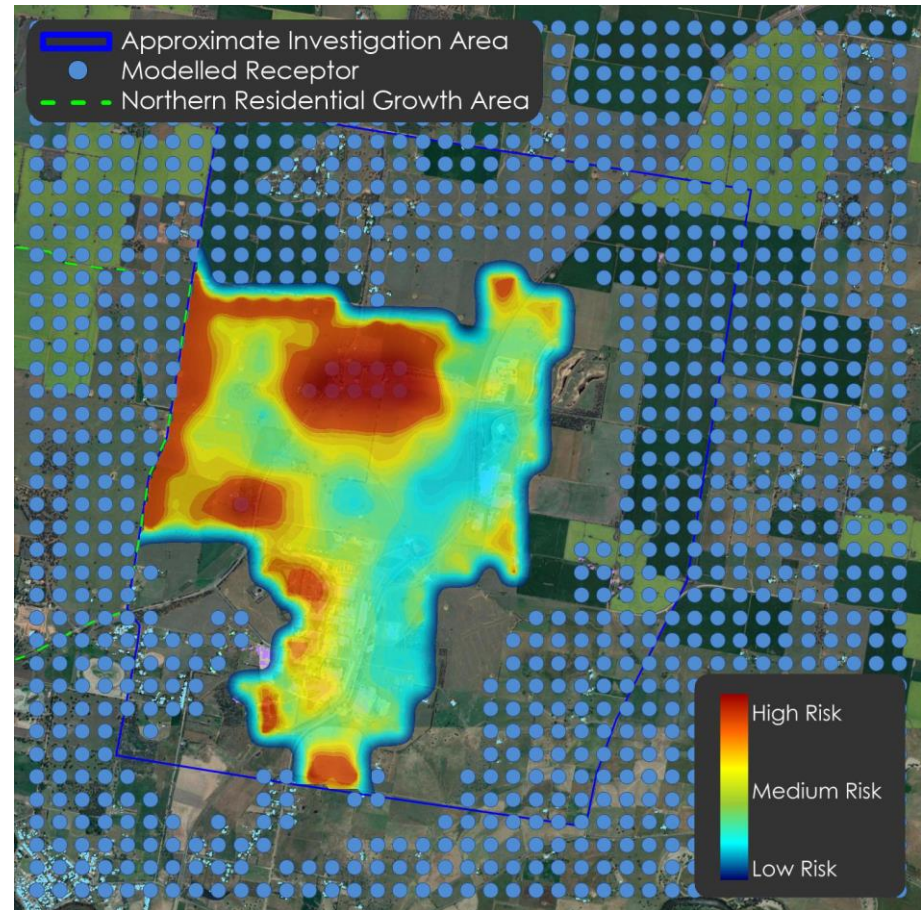 Approximate Investigation Area
Modelled Receptor
Northern Residential Growth Area
High Risk
Medium Risk
Low Risk